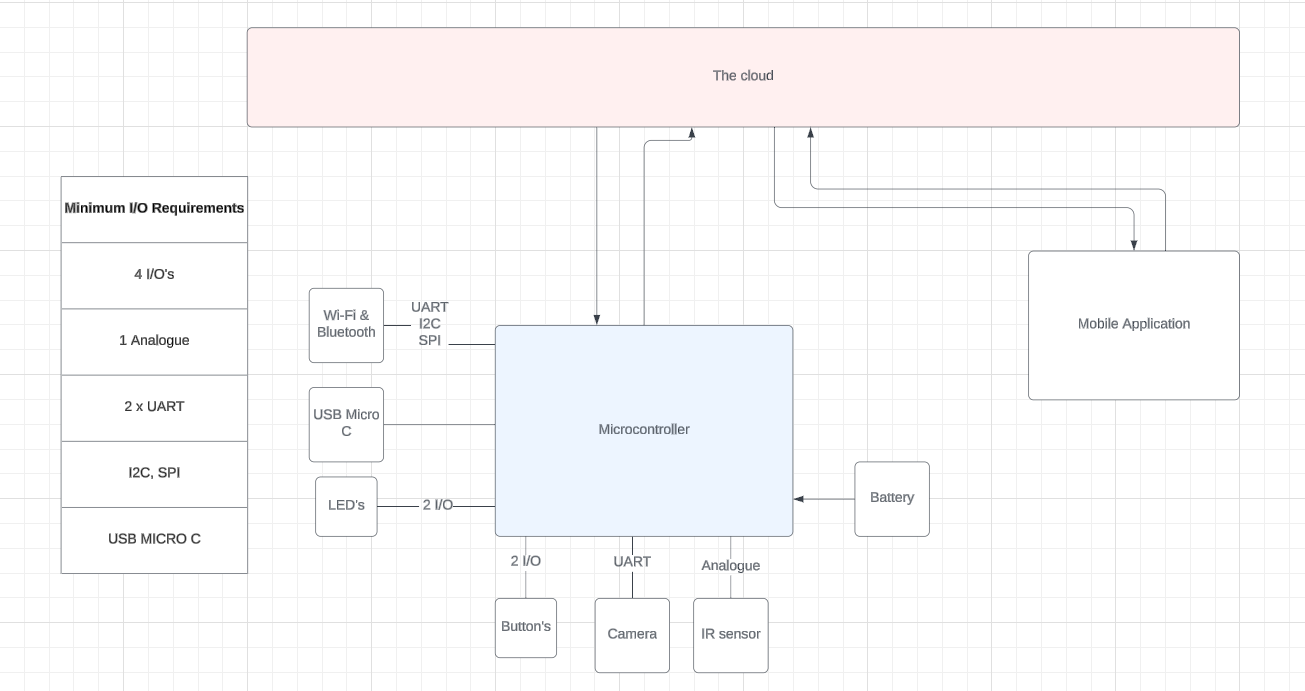 The cloud
Minimum I/O Requirements
4 I/O's
1 Analogue
2 x UART
I2C, SPI
USB MICRO C
Wi-Fi &
Bluetooth
UART
I2C
SPI
USB Micro
C
LED's
2 I/O
Microcontroller
Mobile Application
Battery
2 I/O
UART
Analogue
Button's
Camera
IR sensor